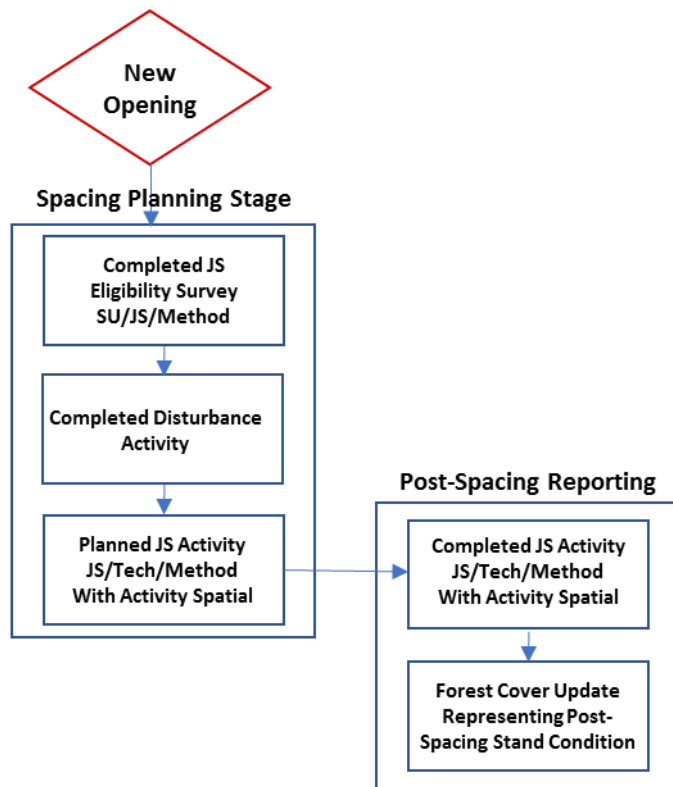 New
Opening
Spacing Planning Stage
Completed JS
Eligibility Survey
SU/JS/Method
Completed Disturbance
Activity
Planned JS Activity
JS/Tech/Method
With Activity Spatial
Post-Spacing Reporting
Completed JS Activity
JS/Tech/Method
With Activity Spatial
Forest Cover Update
Representing Post-
Spacing Stand Condition